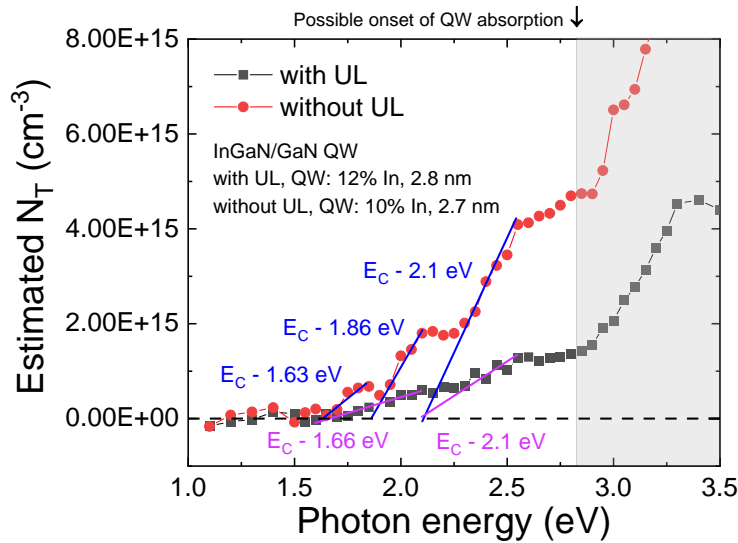 Possible onset of QW absorption ↓
8.00E+15
6.00E+15
4.00E+15
2.00E+15
0.00E+00
Estimated N_T (cm⁻³)
with UL
without UL
InGaN/GaN QW
with UL, QW: 12% In, 2.8 nm
without UL, QW: 10% In, 2.7 nm
E_C - 2.1 eV
E_C - 1.86 eV
E_C - 1.63 eV
E_C - 1.66 eV
E_C - 2.1 eV
1.0 1.5 2.0 2.5 3.0 3.5
Photon energy (eV)